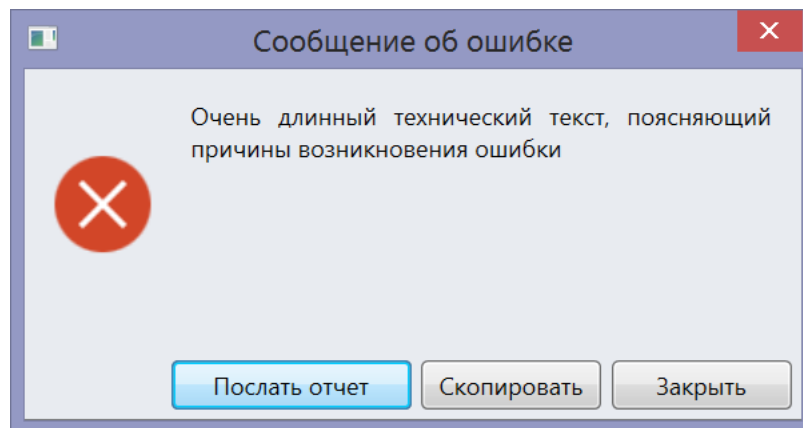 Сообщение об ошибке
Очень длинный технический текст, поясняющий
причины возникновения ошибки
Послать отчет Скопировать Закрыть